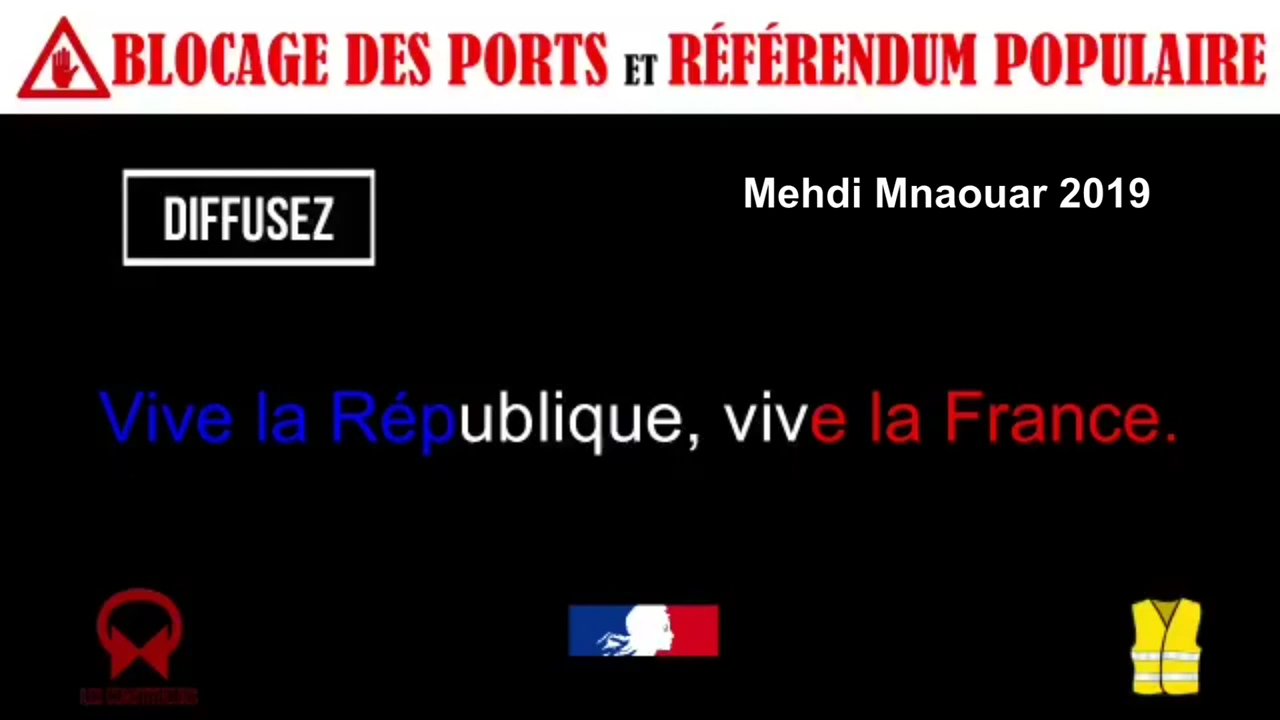 BLOCAGE DES PORTS ET RÉFÉRENDUM POPULAIRE
DIFFUSEZ
Mehdi Mnaouar 2019
Vive la République, vive la France.